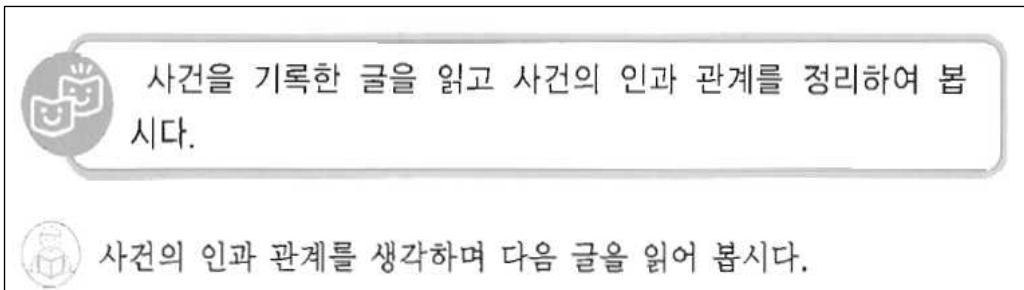 사건을 기록한 글을 읽고 사건의 인과 관계를 정리하여 봅
시다.
사건의 인과 관계를 생각하며 다음 글을 읽어 봅시다.